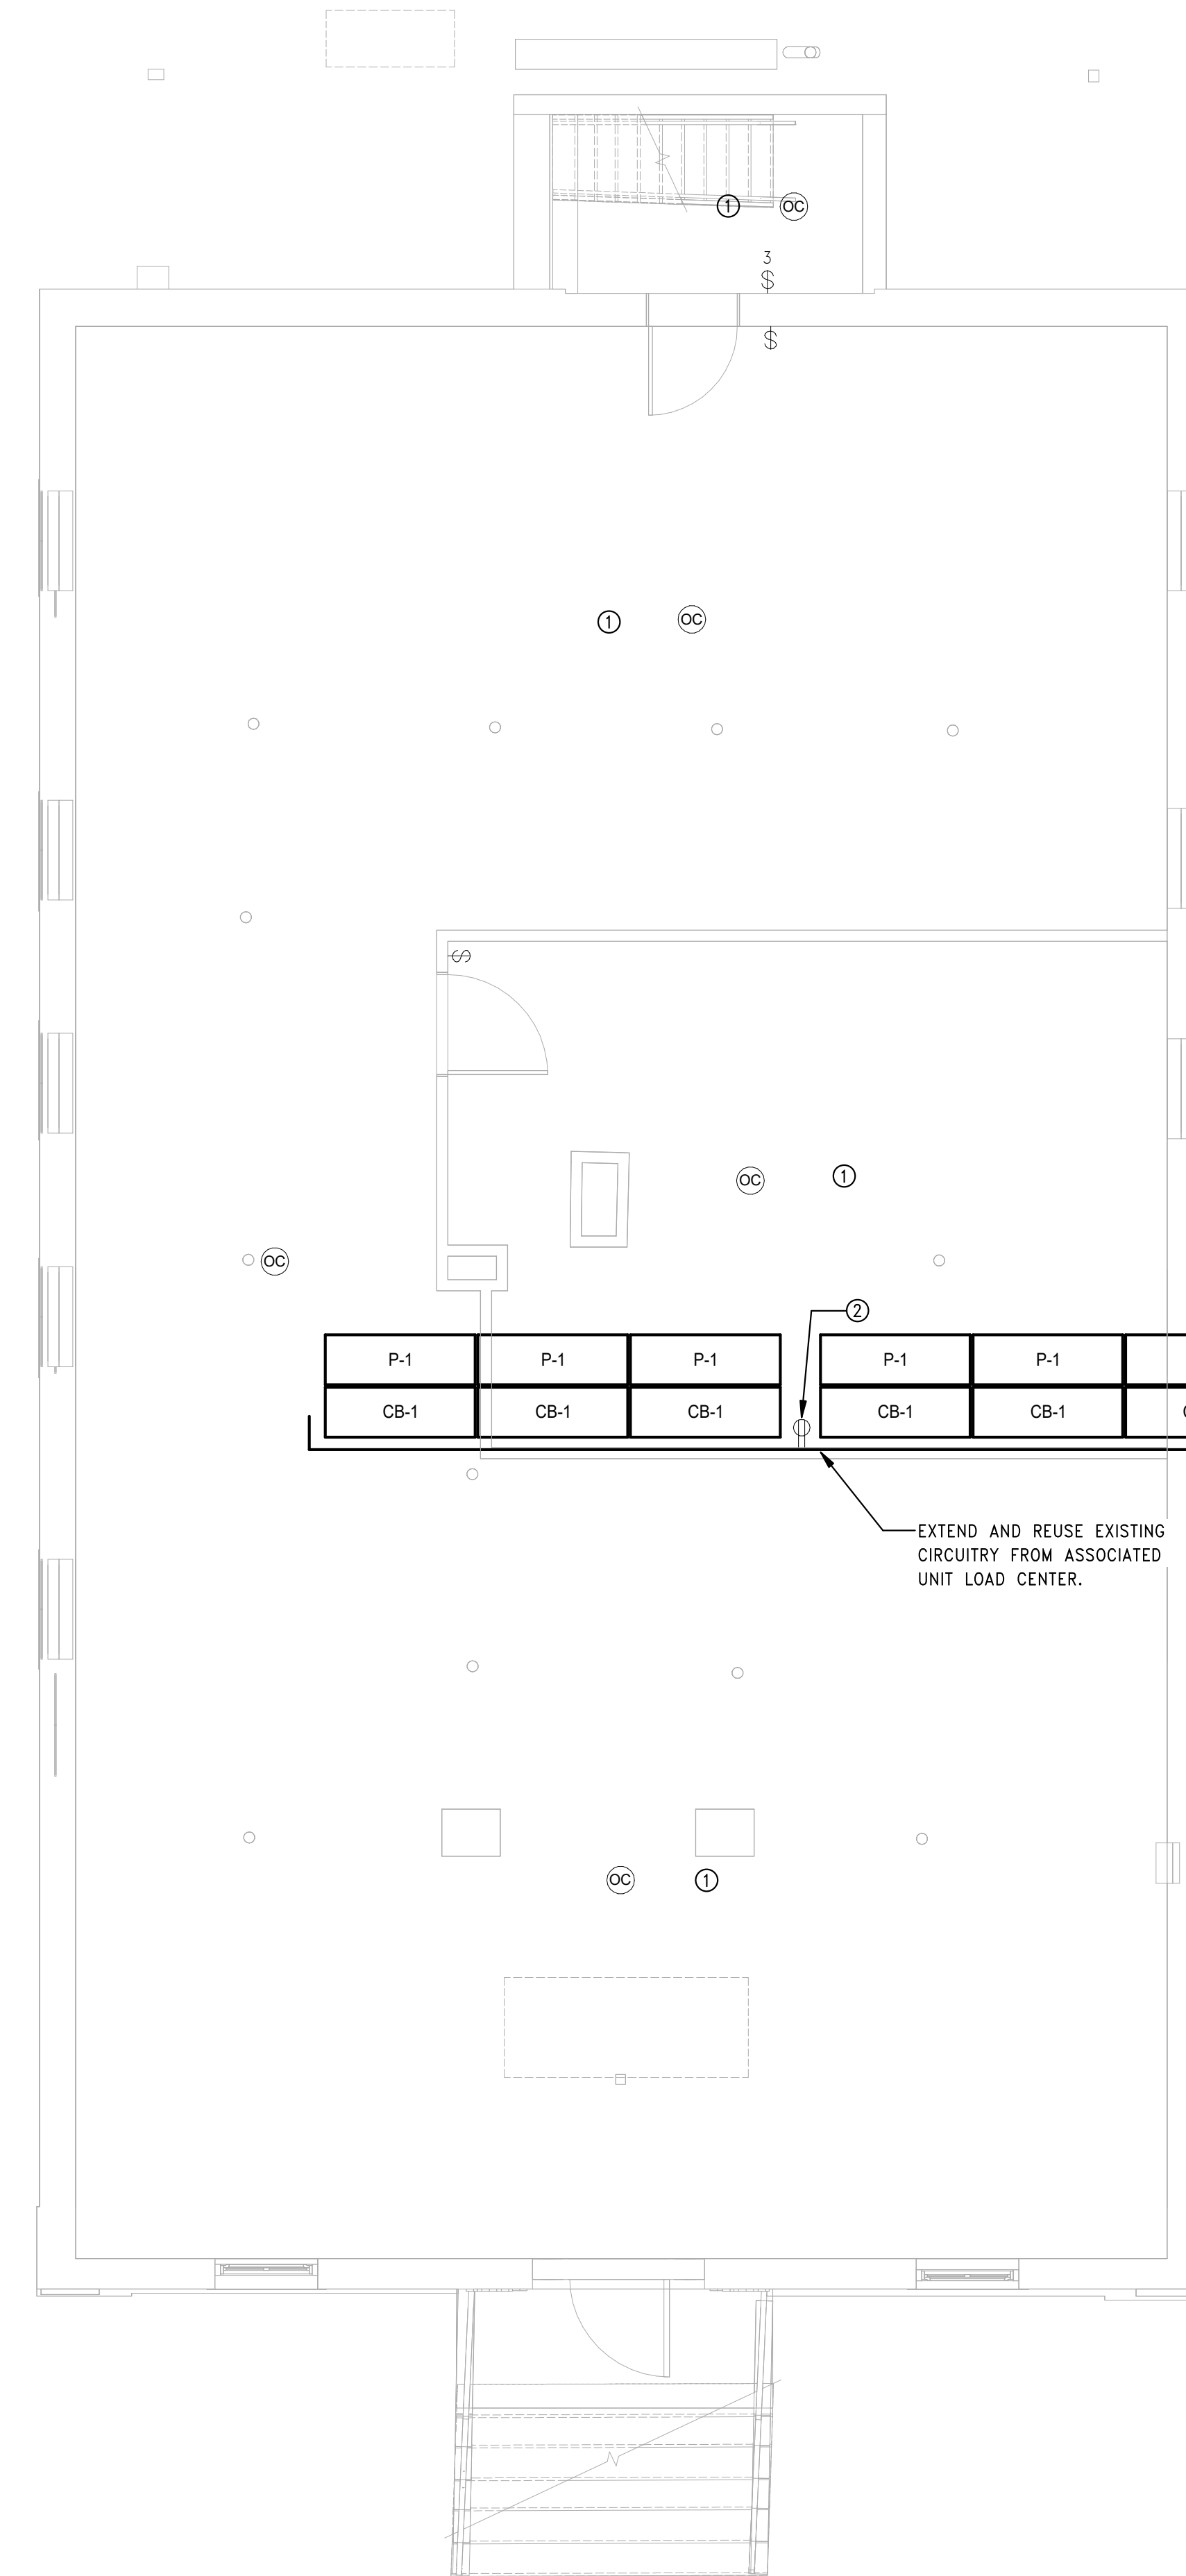 1 OC
3
$
$
1 OC
$
OC 1
OC
2
P-1 P-1 P-1 P-1 P-1
CB-1 CB-1 CB-1 CB-1 CB-1
EXTEND AND REUSE EXISTING
CIRCUITRY FROM ASSOCIATED
UNIT LOAD CENTER.
OC 1